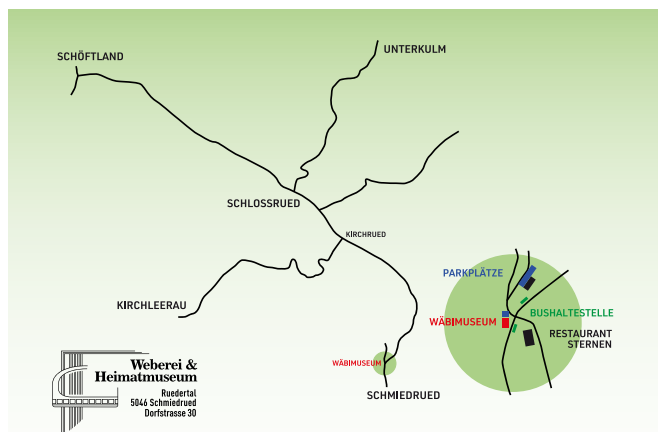 SCHÖFTLAND
UNTERKULM
SCHLOSSRUED
KIRCHRUED
KIRCHLEERAU
WÄBIMUSEUM
SCHMIEDRUED
PARKPLÄTZE
BUSHALTESTELLE
WÄBIMUSEUM
RESTAURANT
STERNEN
Weberei &
Heimatmuseum
Ruedertal
5046 Schmiedrued
Dorfstrasse 30